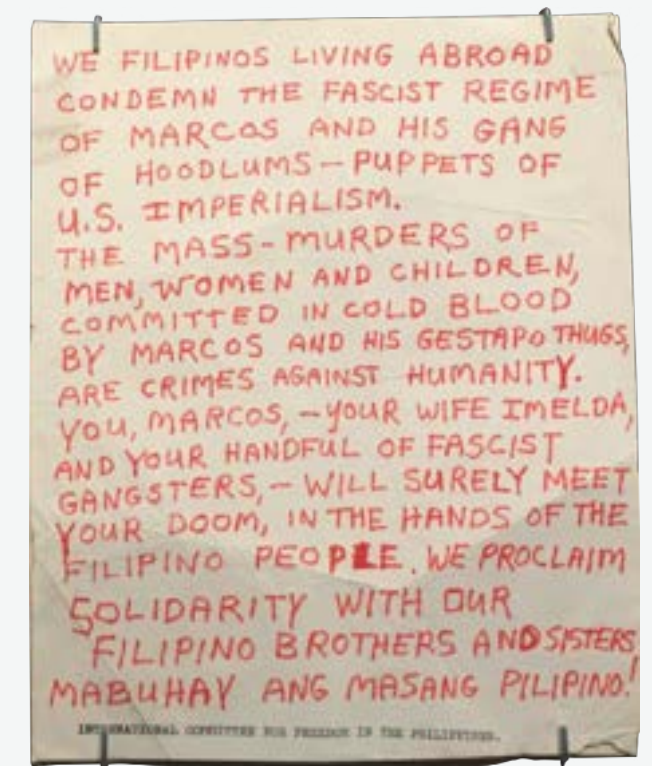 WE FILIPINOS LIVING ABROAD
CONDEMN THE FASCIST REGIME
OF MARCOS AND HIS GANG
OF HOODLUMS – PUPPETS OF
U.S. IMPERIALISM.
THE MASS-MURDERS OF
MEN, WOMEN AND CHILDREN,
COMMITTED IN COLD BLOOD
BY MARCOS AND HIS GESTAPO THUGS,
ARE CRIMES AGAINST HUMANITY.
YOU, MARCOS, – YOUR WIFE IMELDA,
AND YOUR HANDFUL OF FASCIST
GANGSTERS, – WILL SURELY MEET
YOUR DOOM, IN THE HANDS OF THE
FILIPINO PEOPLE. WE PROCLAIM
SOLIDARITY WITH OUR
FILIPINO BROTHERS AND SISTERS
MABUHAY ANG MASANG PILIPINO!
INTERNATIONAL COMMITTEE FOR FREEDOM IN THE PHILIPPINES.